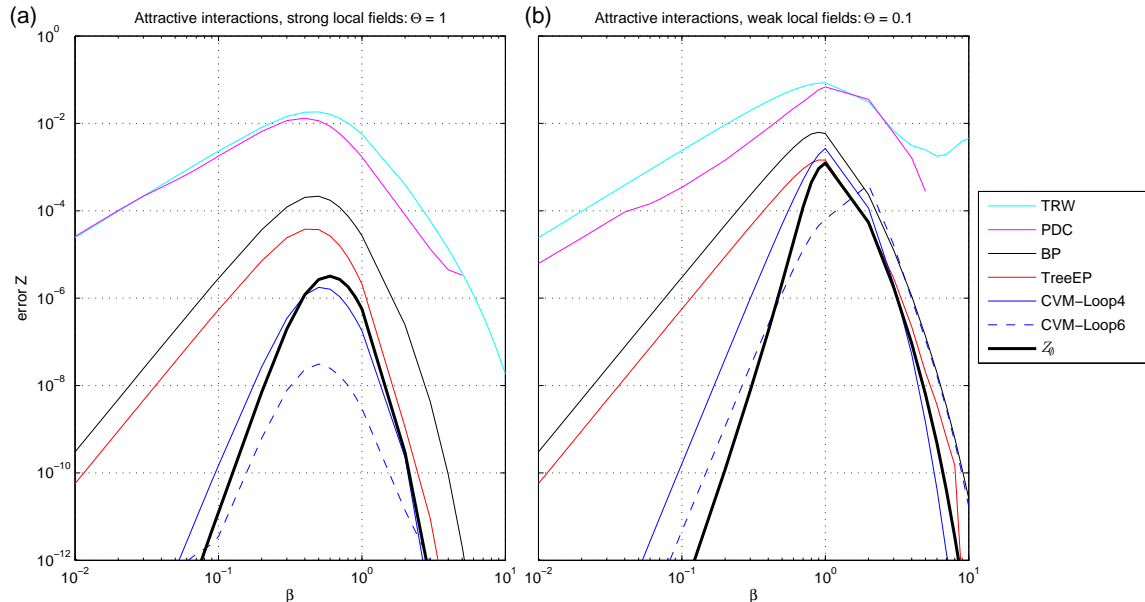 (a)
Attractive interactions, strong local fields: Θ = 1
10^0
10^-2
10^-4
10^-6
10^-8
10^-10
10^-12
error Z
10^-2
10^-1
10^0
10^1
β
(b)
Attractive interactions, weak local fields: Θ = 0.1
10^-2
10^-1
10^0
10^1
β
TRW
PDC
BP
TreeEP
CVM−Loop4
CVM−Loop6
Z_∅